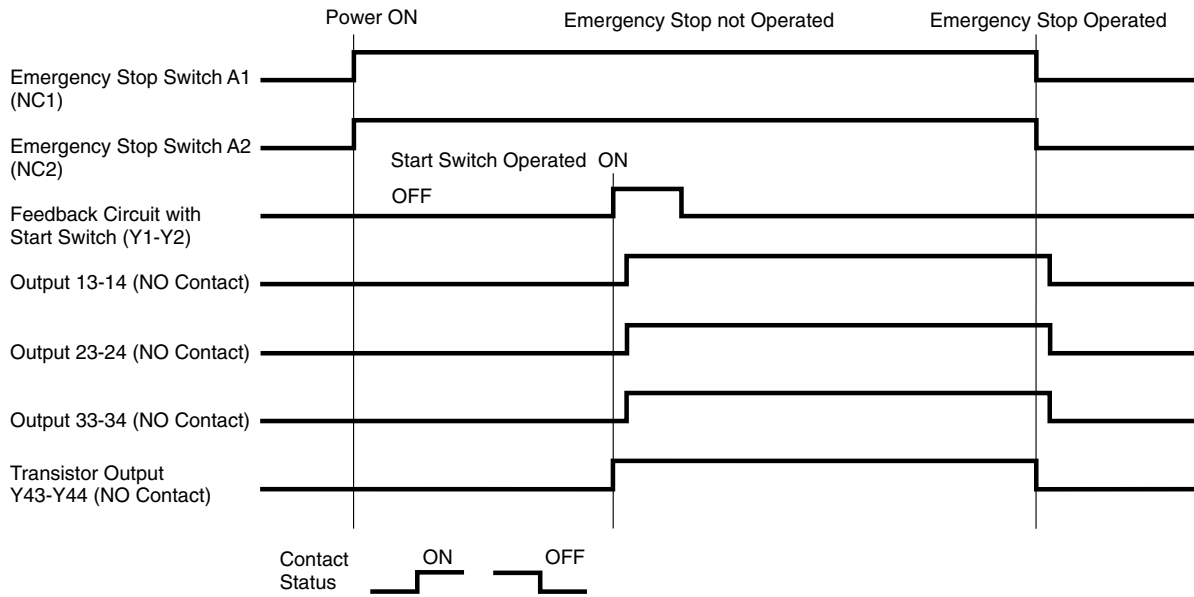 Power ON
Emergency Stop not Operated
Emergency Stop Operated
Emergency Stop Switch A1
(NC1)
Emergency Stop Switch A2
(NC2)
Start Switch Operated ON
OFF
Feedback Circuit with
Start Switch (Y1-Y2)
Output 13-14 (NO Contact)
Output 23-24 (NO Contact)
Output 33-34 (NO Contact)
Transistor Output
Y43-Y44 (NO Contact)
Contact
Status
ON
OFF